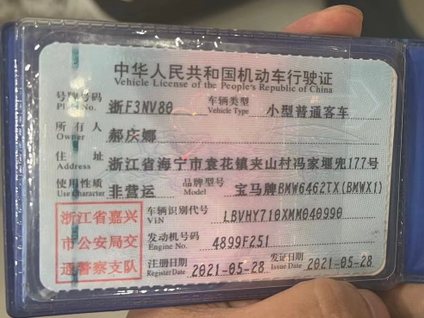 中华人民共和国机动车行驶证
Vehicle License of the People's Republic of China
号牌号码 浙F3NV80 车辆类型 小型普通客车
Plate No. Vehicle Type
所有人 郝庆娜
Owner
住址 浙江省海宁市袁花镇夹山村冯家堰兜177号
Address
使用性质 非营运 品牌型号 宝马牌BMW6462TX(BMWX1)
Use Character Model
浙江省嘉兴
市公安局交
通警察支队
车辆识别代号 LBVHY710XMM040990
VIN
发动机号码 4899F251
Engine No.
注册日期 2021-05-28 发证日期 2021-05-28
Register Date Issue Date